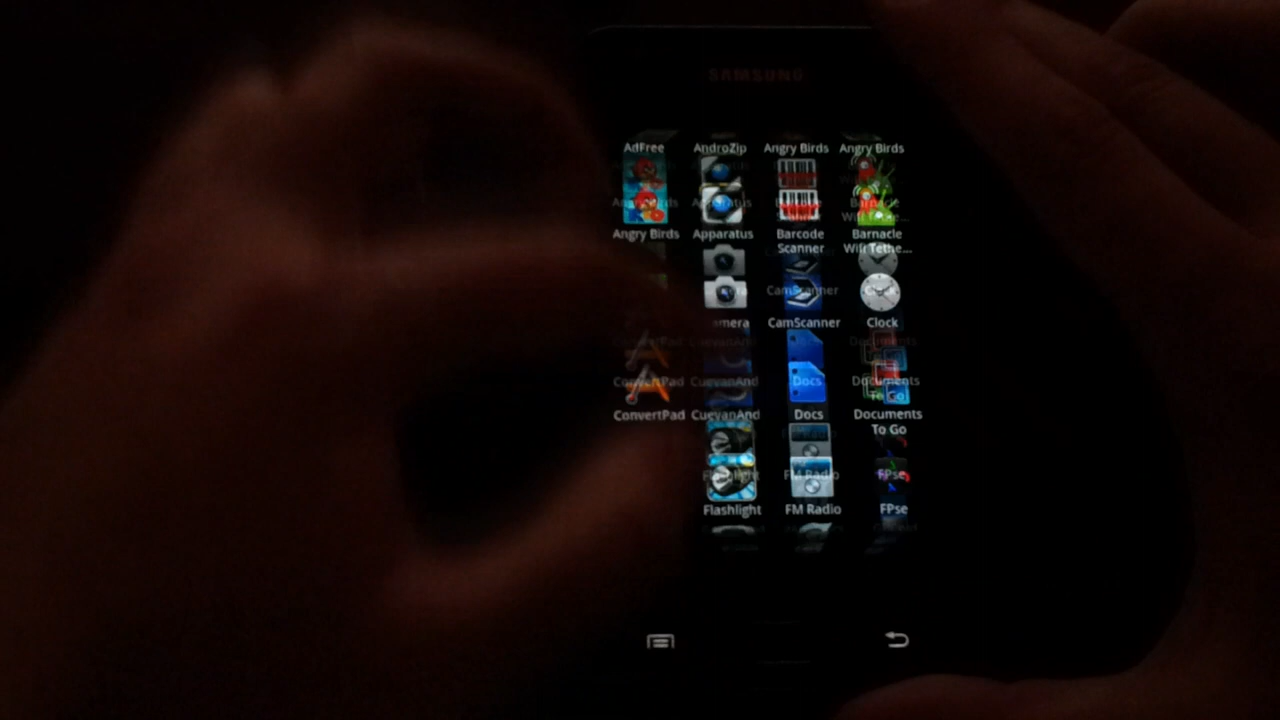 SAMSUNG
AdFree AndroZip Angry Birds Angry Birds
Angry Birds Apparatus Barcode Barnacle
Scanner Wifi Tethe...
amera CamScanner Clock
ConvertPad CuevanAnd Docs Documents
To Go
Flashlight FM Radio FPse